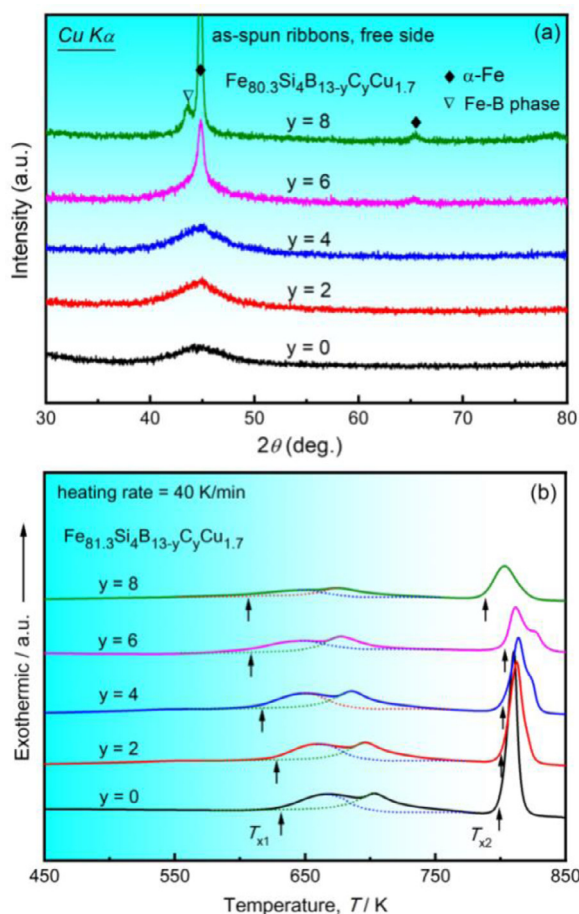 Cu Kα as-spun ribbons, free side (a)
Fe80.3Si4B13-yCyCu1.7
◆ α-Fe
▽ Fe-B phase
y = 8
y = 6
y = 4
y = 2
y = 0
Intensity (a.u.)
30 40 50 60 70 80
2θ (deg.)
heating rate = 40 K/min (b)
Fe81.3Si4B13-yCyCu1.7
y = 8
y = 6
y = 4
y = 2
y = 0
Tx1 Tx2
Exothermic / a.u.
450 550 650 750 850
Temperature, T / K